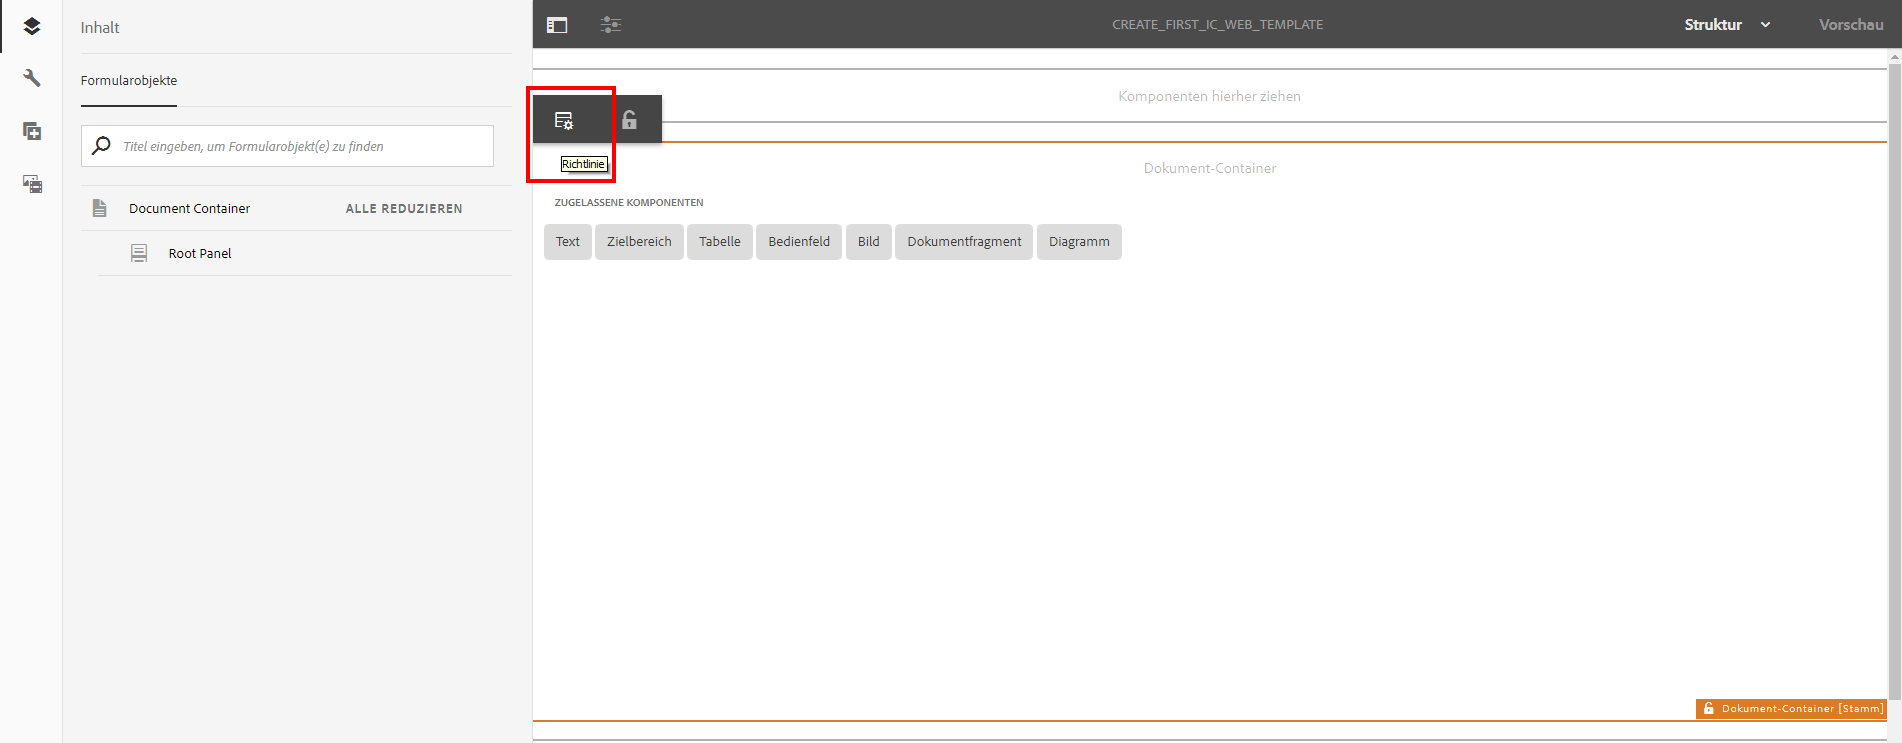 Inhalt
Formularobjekte
Titel eingeben, um Formularobjekt(e) zu finden
Document Container ALLE REDUZIEREN
Root Panel
CREATE_FIRST_IC_WEB_TEMPLATE
Struktur
Vorschau
Komponenten hierher ziehen
Richtlinie
Dokument-Container
ZUGELASSENE KOMPONENTEN
Text Zielbereich Tabelle Bedienfeld Bild Dokumentfragment Diagramm
Dokument-Container [Stamm]